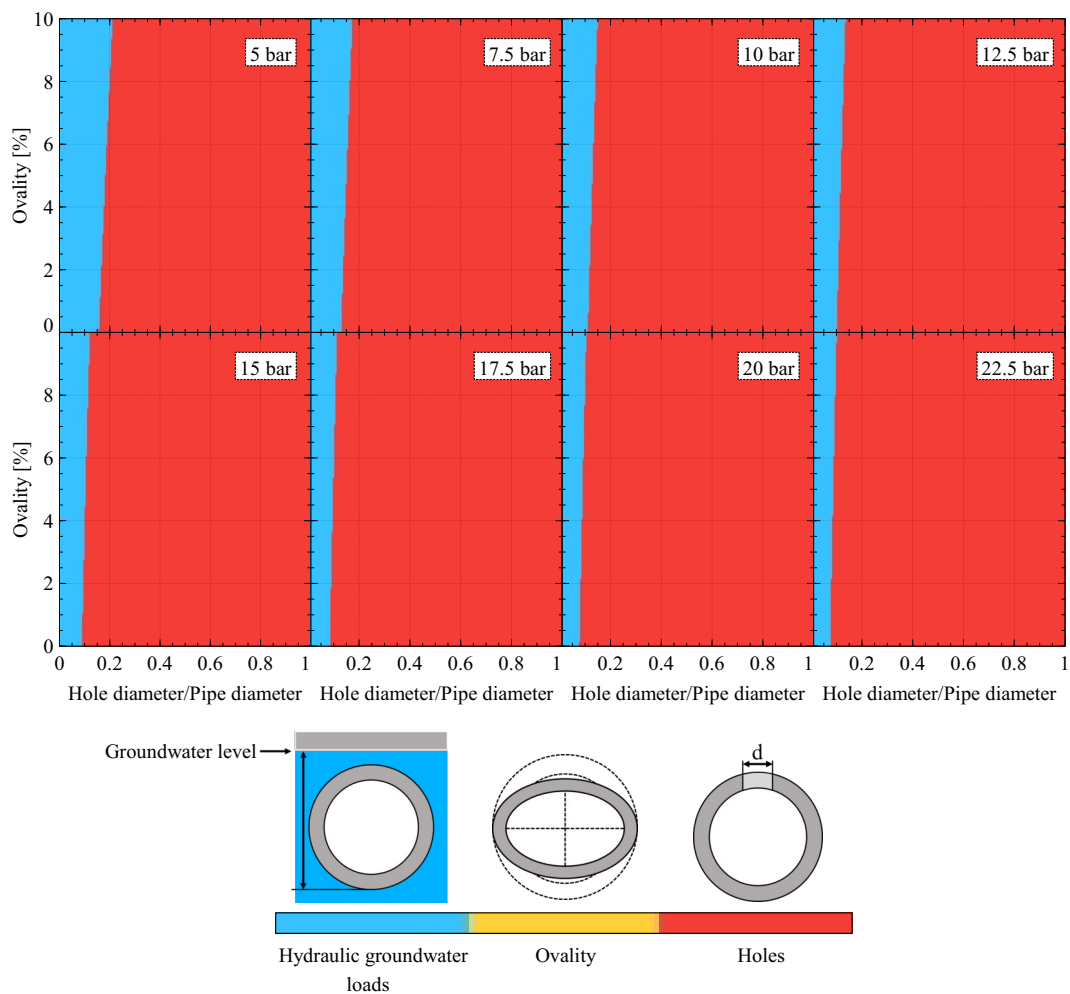 10
8
6
4
2
0
Ovality [%]
5 bar
7.5 bar
10 bar
12.5 bar
8
6
4
2
0
Ovality [%]
15 bar
17.5 bar
20 bar
22.5 bar
0 0.2 0.4 0.6 0.8 1
0.2 0.4 0.6 0.8 1
0.2 0.4 0.6 0.8 1
0.2 0.4 0.6 0.8 1
Hole diameter/Pipe diameter
Hole diameter/Pipe diameter
Hole diameter/Pipe diameter
Hole diameter/Pipe diameter
Groundwater level
d
Hydraulic groundwater
loads
Ovality
Holes